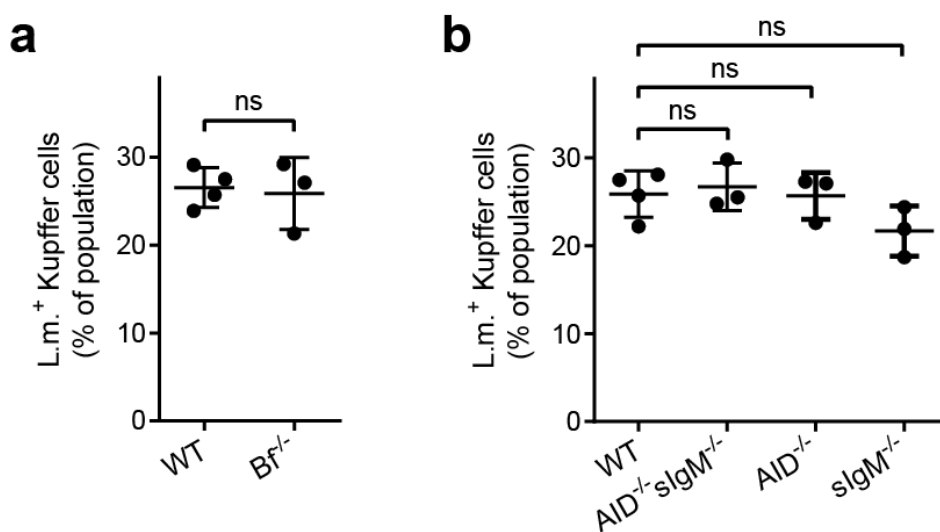 a
ns
L.m.⁺ Kupffer cells
(% of population)
30
20
10
0
WT
Bf⁻/⁻
b
ns
ns
ns
L.m.⁺ Kupffer cells
(% of population)
30
20
10
0
WT
AID⁻/⁻sIgM⁻/⁻
AID⁻/⁻
sIgM⁻/⁻